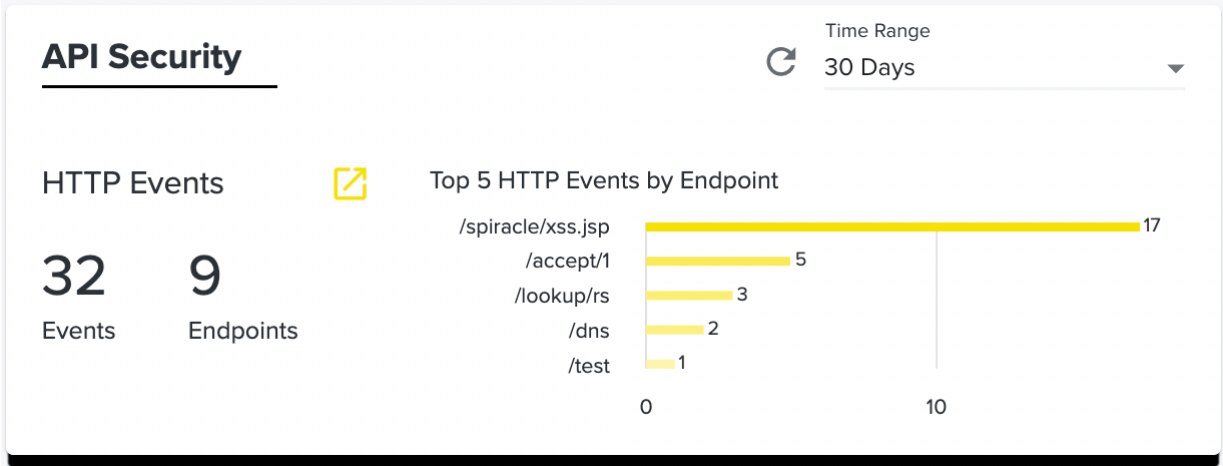 API Security
Time Range
30 Days
HTTP Events
32
Events
9
Endpoints
Top 5 HTTP Events by Endpoint
/spiracle/xss.jsp 17
/accept/1 5
/lookup/rs 3
/dns 2
/test 1
0 10